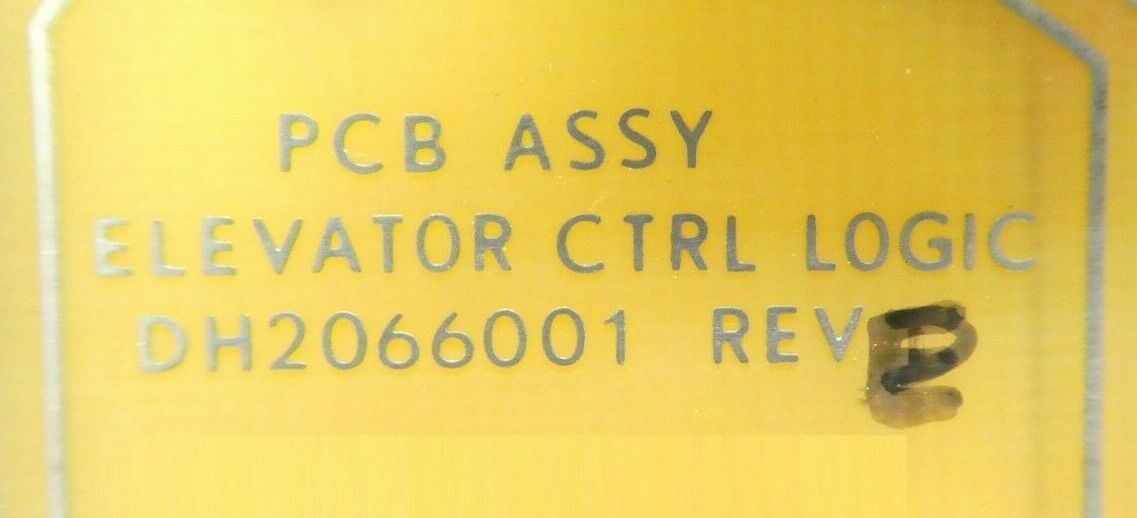 PCB ASSY
ELEVATOR CTRL LOGIC
DH2066001 REV E